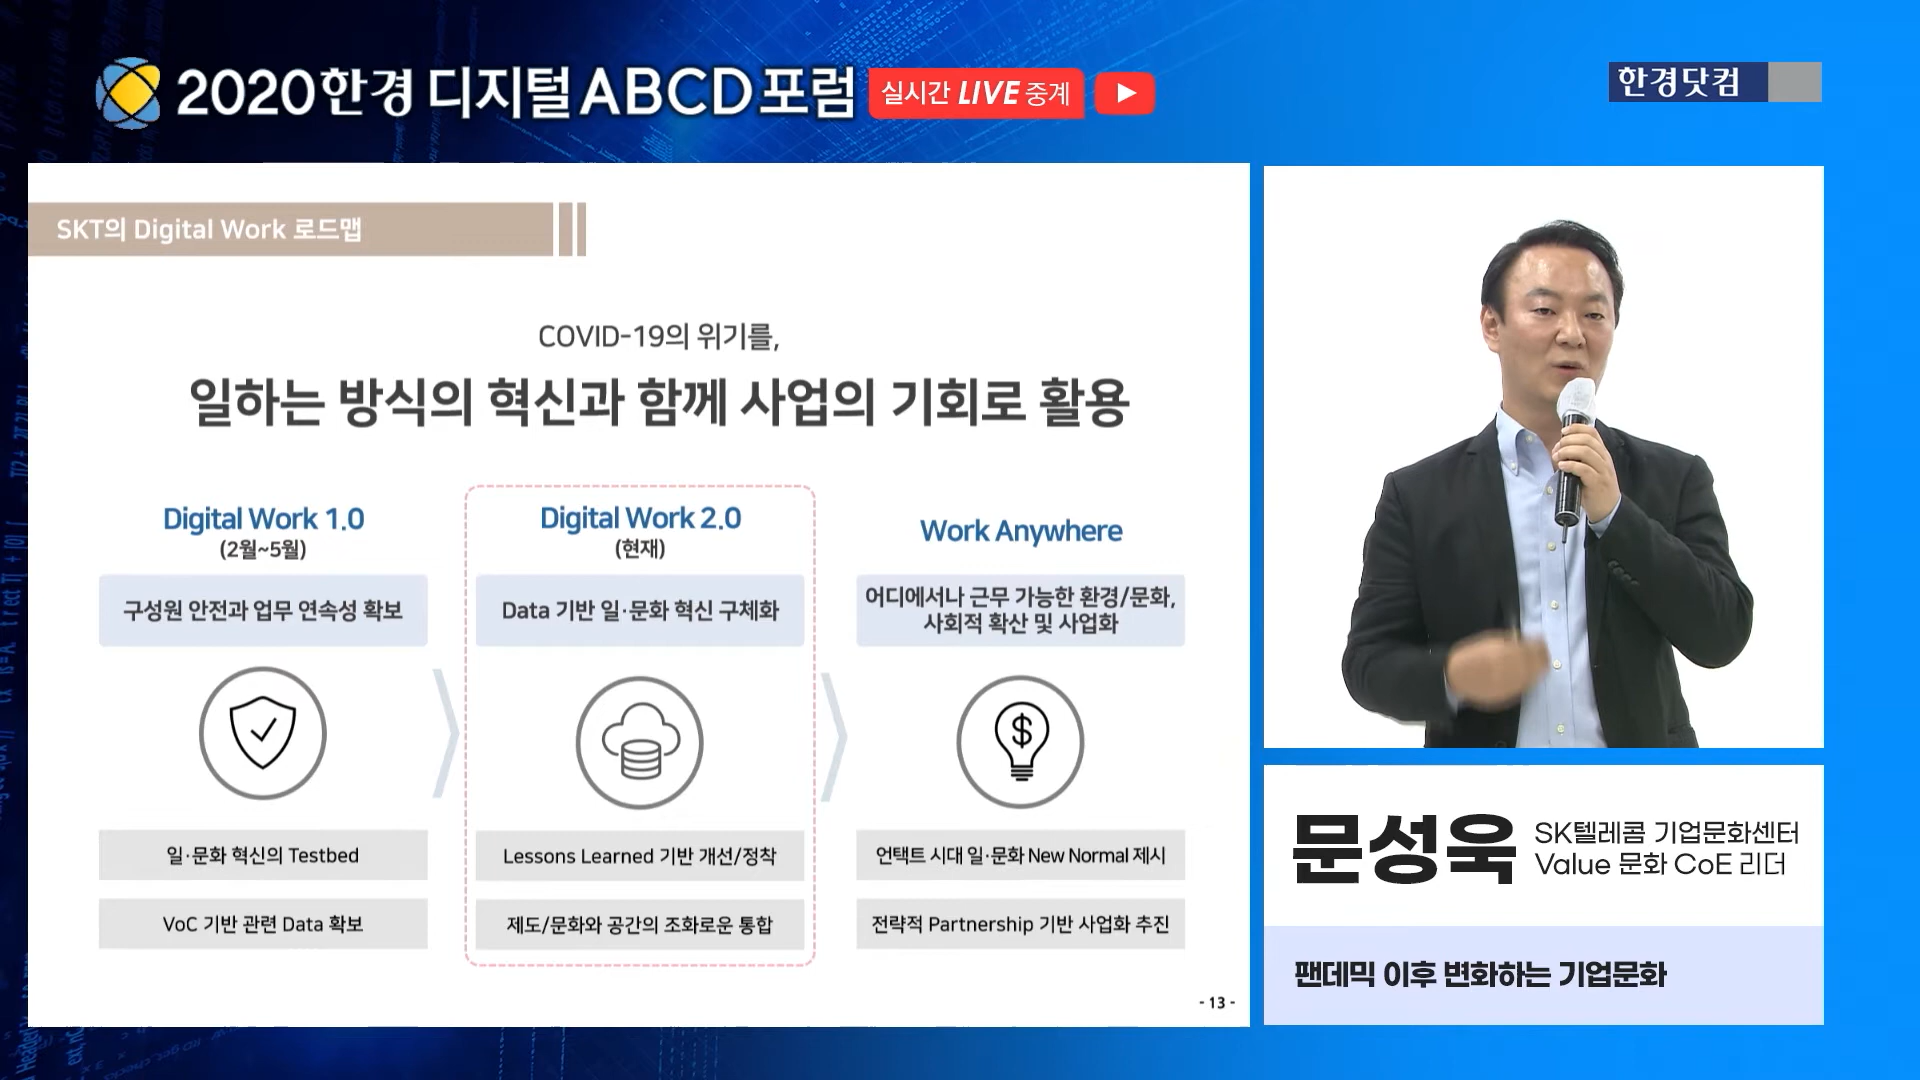 2020한경 디지털 ABCD 포럼 실시간 LIVE 중계
한경닷컴
SKT의 Digital Work 로드맵
COVID-19의 위기를,
일하는 방식의 혁신과 함께 사업의 기회로 활용
Digital Work 1.0
(2월~5월)
구성원 안전과 업무 연속성 확보
일·문화 혁신의 Testbed
VoC 기반 관련 Data 확보
Digital Work 2.0
(현재)
Data 기반 일·문화 혁신 구체화
Lessons Learned 기반 개선/정착
제도/문화와 공간의 조화로운 통합
Work Anywhere
어디에서나 근무 가능한 환경/문화,
사회적 확산 및 사업화
$
언택트 시대 일·문화 New Normal 제시
전략적 Partnership 기반 사업화 추진
- 13 -
문성욱
SK텔레콤 기업문화센터
Value 문화 CoE 리더
팬데믹 이후 변화하는 기업문화